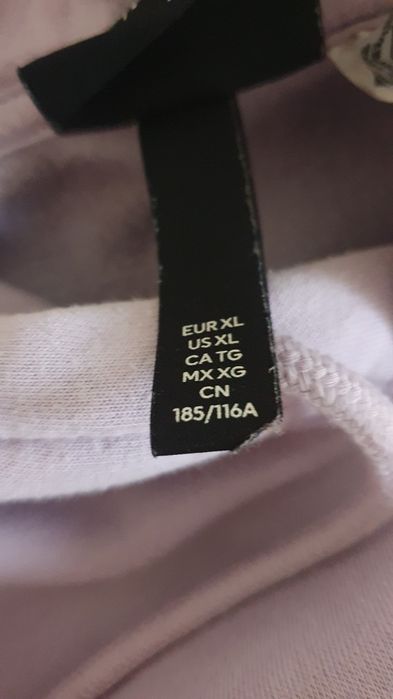 EUR XL
US XL
CA TG
MX XG
CN
185/116A